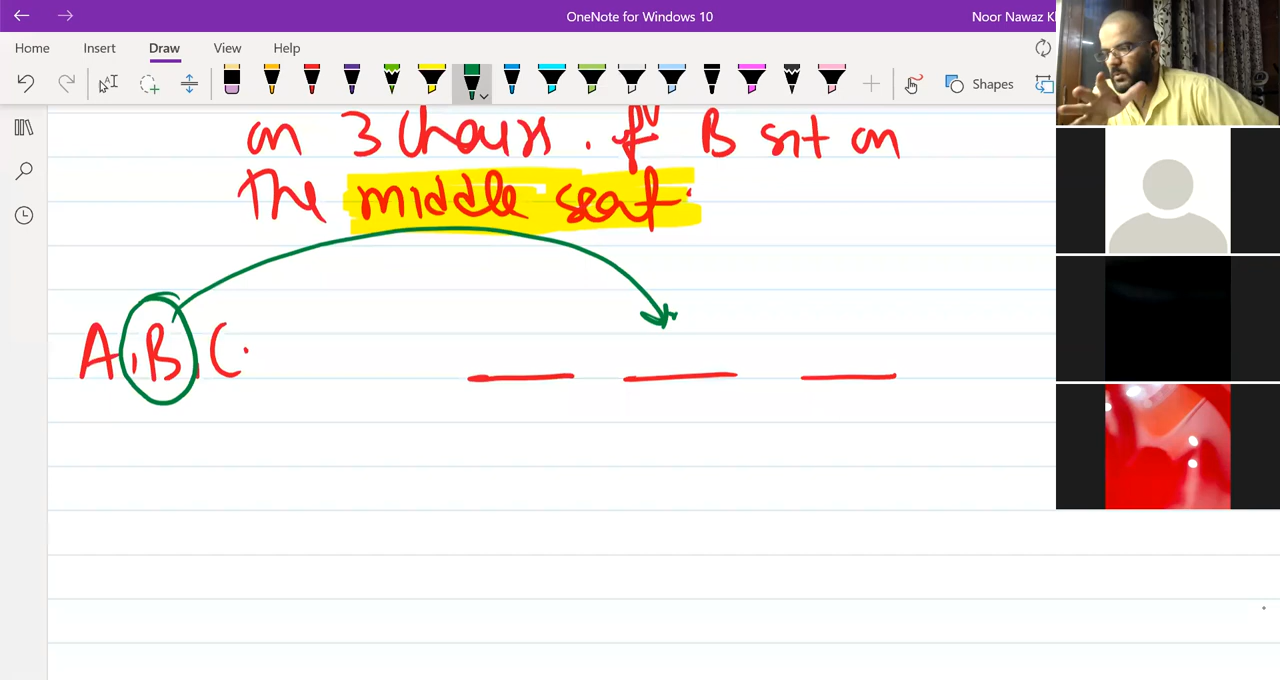 OneNote for Windows 10
Noor Nawaz Kh
Home Insert Draw View Help
Shapes
on 3 Chairs. If B sit on
the middle seat.
A, B, C.